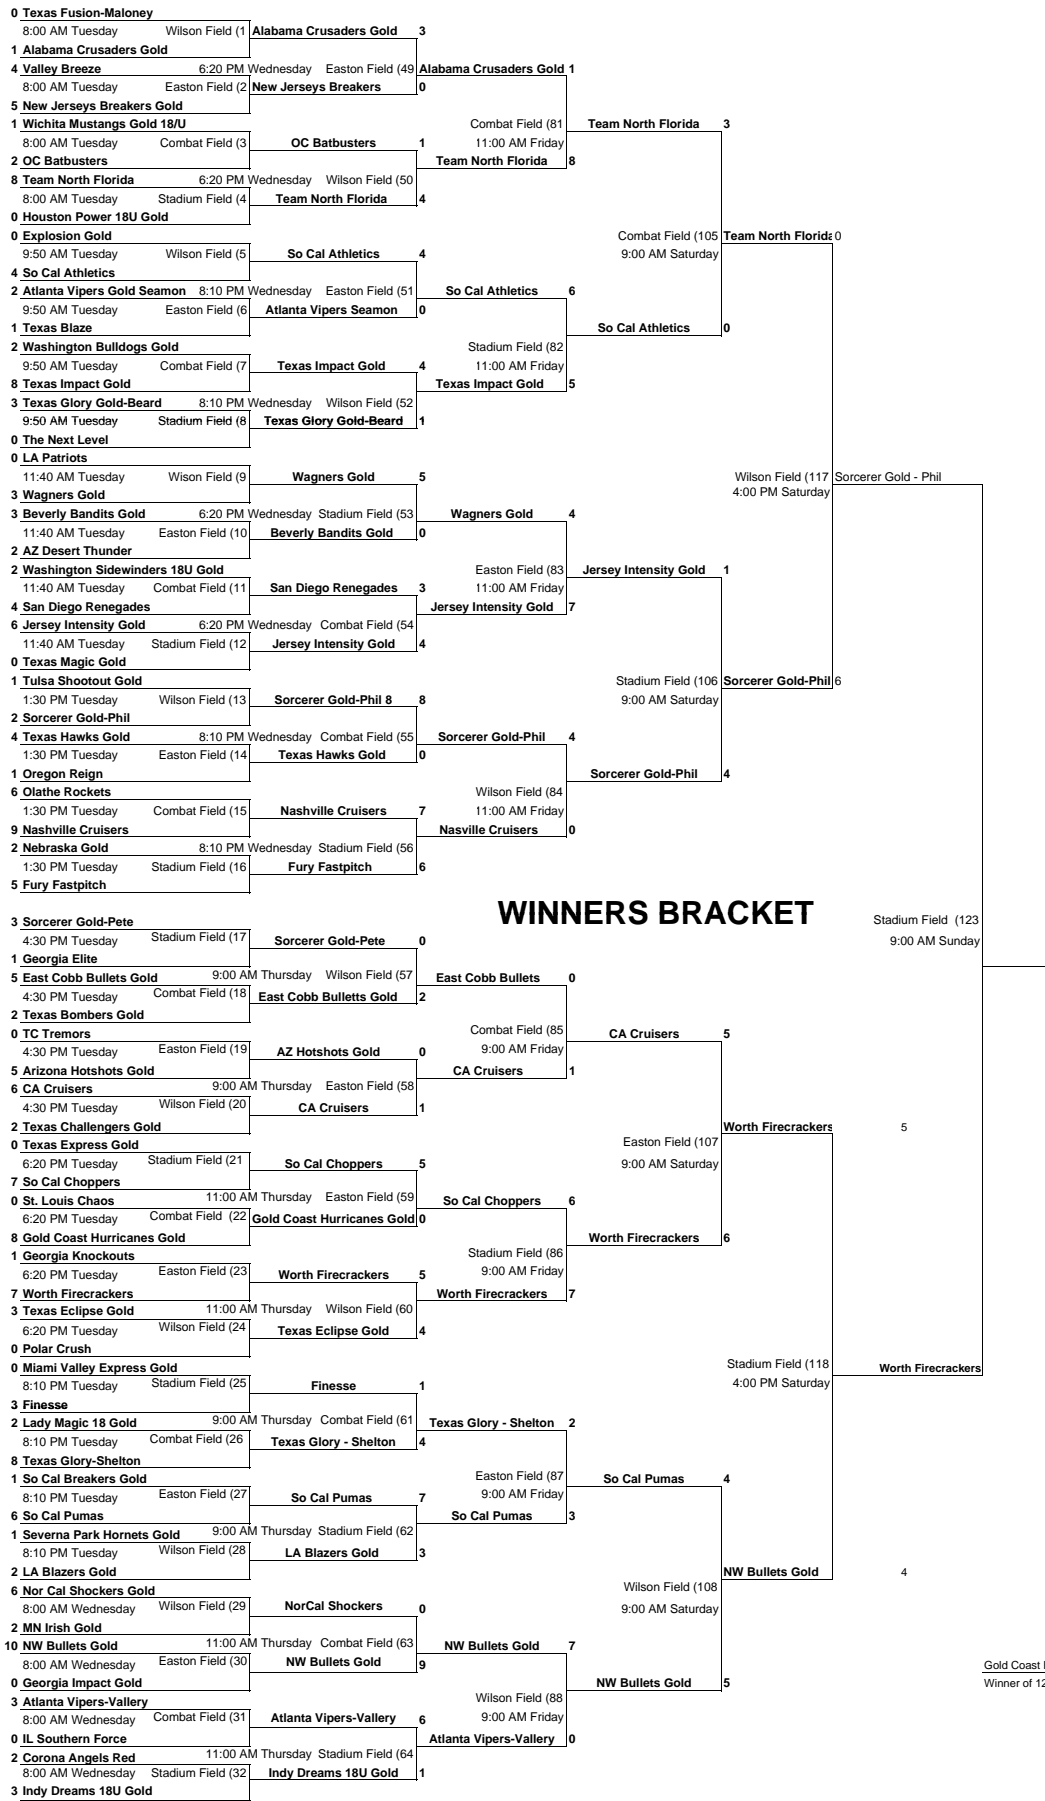 0 Texas Fusion-Maloney
8:00 AM Tuesday Wilson Field (1 Alabama Crusaders Gold 3
1 Alabama Crusaders Gold
4 Valley Breeze 6:20 PM Wednesday Easton Field (49 Alabama Crusaders Gold 1
8:00 AM Tuesday Easton Field (2 New Jerseys Breakers 0
5 New Jerseys Breakers Gold
1 Wichita Mustangs Gold 18/U Combat Field (81 Team North Florida 3
8:00 AM Tuesday Combat Field (3 OC Batbusters 1 11:00 AM Friday
2 OC Batbusters Team North Florida 8
8 Team North Florida 6:20 PM Wednesday Wilson Field (50
8:00 AM Tuesday Stadium Field (4 Team North Florida 4
0 Houston Power 18U Gold
0 Explosion Gold Combat Field (105 Team North Florida 0
9:50 AM Tuesday Wilson Field (5 So Cal Athletics 4 9:00 AM Saturday
4 So Cal Athletics
2 Atlanta Vipers Gold Seamon 8:10 PM Wednesday Easton Field (51 So Cal Athletics 6
9:50 AM Tuesday Easton Field (6 Atlanta Vipers Seamon 0
1 Texas Blaze So Cal Athletics 0
2 Washington Bulldogs Gold Stadium Field (82
9:50 AM Tuesday Combat Field (7 Texas Impact Gold 4 11:00 AM Friday
8 Texas Impact Gold Texas Impact Gold 5
3 Texas Glory Gold-Beard 8:10 PM Wednesday Wilson Field (52
9:50 AM Tuesday Stadium Field (8 Texas Glory Gold-Beard 1
0 The Next Level
0 LA Patriots
11:40 AM Tuesday Wison Field (9 Wagners Gold 5 Wilson Field (117 Sorcerer Gold - Phil
3 Wagners Gold 4:00 PM Saturday
3 Beverly Bandits Gold 6:20 PM Wednesday Stadium Field (53 Wagners Gold 4
11:40 AM Tuesday Easton Field (10 Beverly Bandits Gold 0
2 AZ Desert Thunder
2 Washington Sidewinders 18U Gold Easton Field (83 Jersey Intensity Gold 1
11:40 AM Tuesday Combat Field (11 San Diego Renegades 3 11:00 AM Friday
4 San Diego Renegades Jersey Intensity Gold 7
6 Jersey Intensity Gold 6:20 PM Wednesday Combat Field (54
11:40 AM Tuesday Stadium Field (12 Jersey Intensity Gold 4
0 Texas Magic Gold
1 Tulsa Shootout Gold Stadium Field (106 Sorcerer Gold-Phil 6
1:30 PM Tuesday Wilson Field (13 Sorcerer Gold-Phil 8 8 9:00 AM Saturday
2 Sorcerer Gold-Phil
4 Texas Hawks Gold 8:10 PM Wednesday Combat Field (55 Sorcerer Gold-Phil 4
1:30 PM Tuesday Easton Field (14 Texas Hawks Gold 0
1 Oregon Reign Sorcerer Gold-Phil 4
6 Olathe Rockets Wilson Field (84
1:30 PM Tuesday Combat Field (15 Nashville Cruisers 7 11:00 AM Friday
9 Nashville Cruisers Nasville Cruisers 0
2 Nebraska Gold 8:10 PM Wednesday Stadium Field (56
1:30 PM Tuesday Stadium Field (16 Fury Fastpitch 6
5 Fury Fastpitch
WINNERS BRACKET
3 Sorcerer Gold-Pete Stadium Field (123
4:30 PM Tuesday Stadium Field (17 Sorcerer Gold-Pete 0 9:00 AM Sunday
1 Georgia Elite
5 East Cobb Bullets Gold 9:00 AM Thursday Wilson Field (57 East Cobb Bullets 0
4:30 PM Tuesday Combat Field (18 East Cobb Bulletts Gold 2
2 Texas Bombers Gold
0 TC Tremors Combat Field (85 CA Cruisers 5
4:30 PM Tuesday Easton Field (19 AZ Hotshots Gold 0 9:00 AM Friday
5 Arizona Hotshots Gold CA Cruisers 1
6 CA Cruisers 9:00 AM Thursday Easton Field (58
4:30 PM Tuesday Wilson Field (20 CA Cruisers 1
2 Texas Challengers Gold Worth Firecrackers 5
0 Texas Express Gold Easton Field (107
6:20 PM Tuesday Stadium Field (21 So Cal Choppers 5 9:00 AM Saturday
7 So Cal Choppers
0 St. Louis Chaos 11:00 AM Thursday Easton Field (59 So Cal Choppers 6
6:20 PM Tuesday Combat Field (22 Gold Coast Hurricanes Gold 0
8 Gold Coast Hurricanes Gold Worth Firecrackers 6
1 Georgia Knockouts Stadium Field (86
6:20 PM Tuesday Easton Field (23 Worth Firecrackers 5 9:00 AM Friday
7 Worth Firecrackers Worth Firecrackers 7
3 Texas Eclipse Gold 11:00 AM Thursday Wilson Field (60
6:20 PM Tuesday Wilson Field (24 Texas Eclipse Gold 4
0 Polar Crush
0 Miami Valley Express Gold Stadium Field (118 Worth Firecrackers
8:10 PM Tuesday Stadium Field (25 Finesse 1 4:00 PM Saturday
3 Finesse
2 Lady Magic 18 Gold 9:00 AM Thursday Combat Field (61 Texas Glory - Shelton 2
8:10 PM Tuesday Combat Field (26 Texas Glory - Shelton 4
8 Texas Glory-Shelton
1 So Cal Breakers Gold Easton Field (87 So Cal Pumas 4
8:10 PM Tuesday Easton Field (27 So Cal Pumas 7 9:00 AM Friday
6 So Cal Pumas So Cal Pumas 3
1 Severna Park Hornets Gold 9:00 AM Thursday Stadium Field (62
8:10 PM Tuesday Wilson Field (28 LA Blazers Gold 3
2 LA Blazers Gold NW Bullets Gold 4
6 Nor Cal Shockers Gold Wilson Field (108
8:00 AM Wednesday Wilson Field (29 NorCal Shockers 0 9:00 AM Saturday
2 MN Irish Gold
10 NW Bullets Gold 11:00 AM Thursday Combat Field (63 NW Bullets Gold 7
8:00 AM Wednesday Easton Field (30 NW Bullets Gold 9 Gold Coast
0 Georgia Impact Gold NW Bullets Gold 5 Winner of 12
3 Atlanta Vipers-Vallery Wilson Field (88
8:00 AM Wednesday Combat Field (31 Atlanta Vipers-Vallery 6 9:00 AM Friday
0 IL Southern Force Atlanta Vipers-Vallery 0
2 Corona Angels Red 11:00 AM Thursday Stadium Field (64
8:00 AM Wednesday Stadium Field (32 Indy Dreams 18U Gold 1
3 Indy Dreams 18U Gold